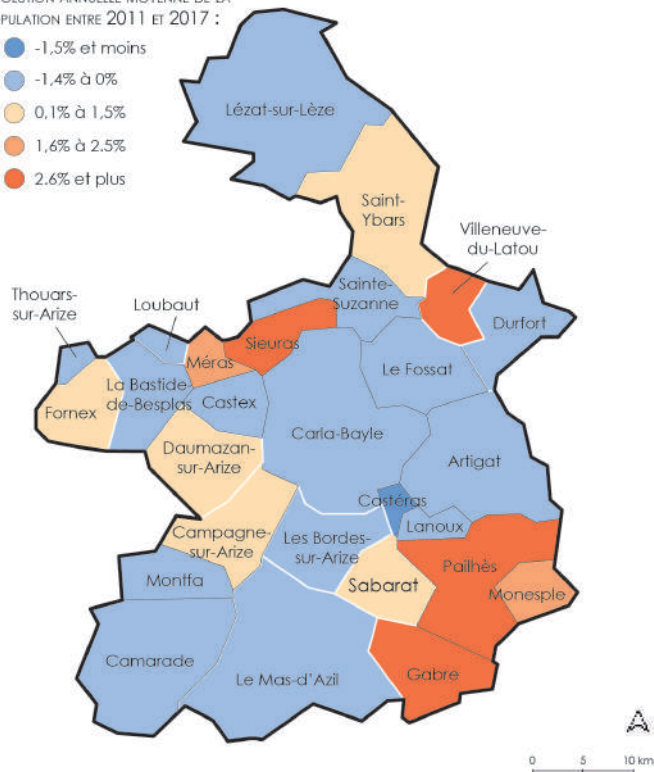 PULATION ENTRE 2011 ET 2017 :
-1,5% et moins
-1,4% à 0%
0,1% à 1,5%
1,6% à 2.5%
2.6% et plus
Lézat-sur-Lèze
Saint-
Ybars
Villeneuve-
du-Latou
Thouars-
sur-Arize
Loubaut
Sainte-
Suzanne
Durfort
Sieuras
Méras
Le Fossat
La Bastide-
de-Besplas
Castex
Fornex
Carla-Bayle
Daumazan-
sur-Arize
Artigat
Castéras
Lanoux
Campagne-
sur-Arize
Les Bordes-
sur-Arize
Pailhès
Montfa
Sabarat
Monesple
Camarade
Le Mas-d'Azil
Gabre
0 5 10 km